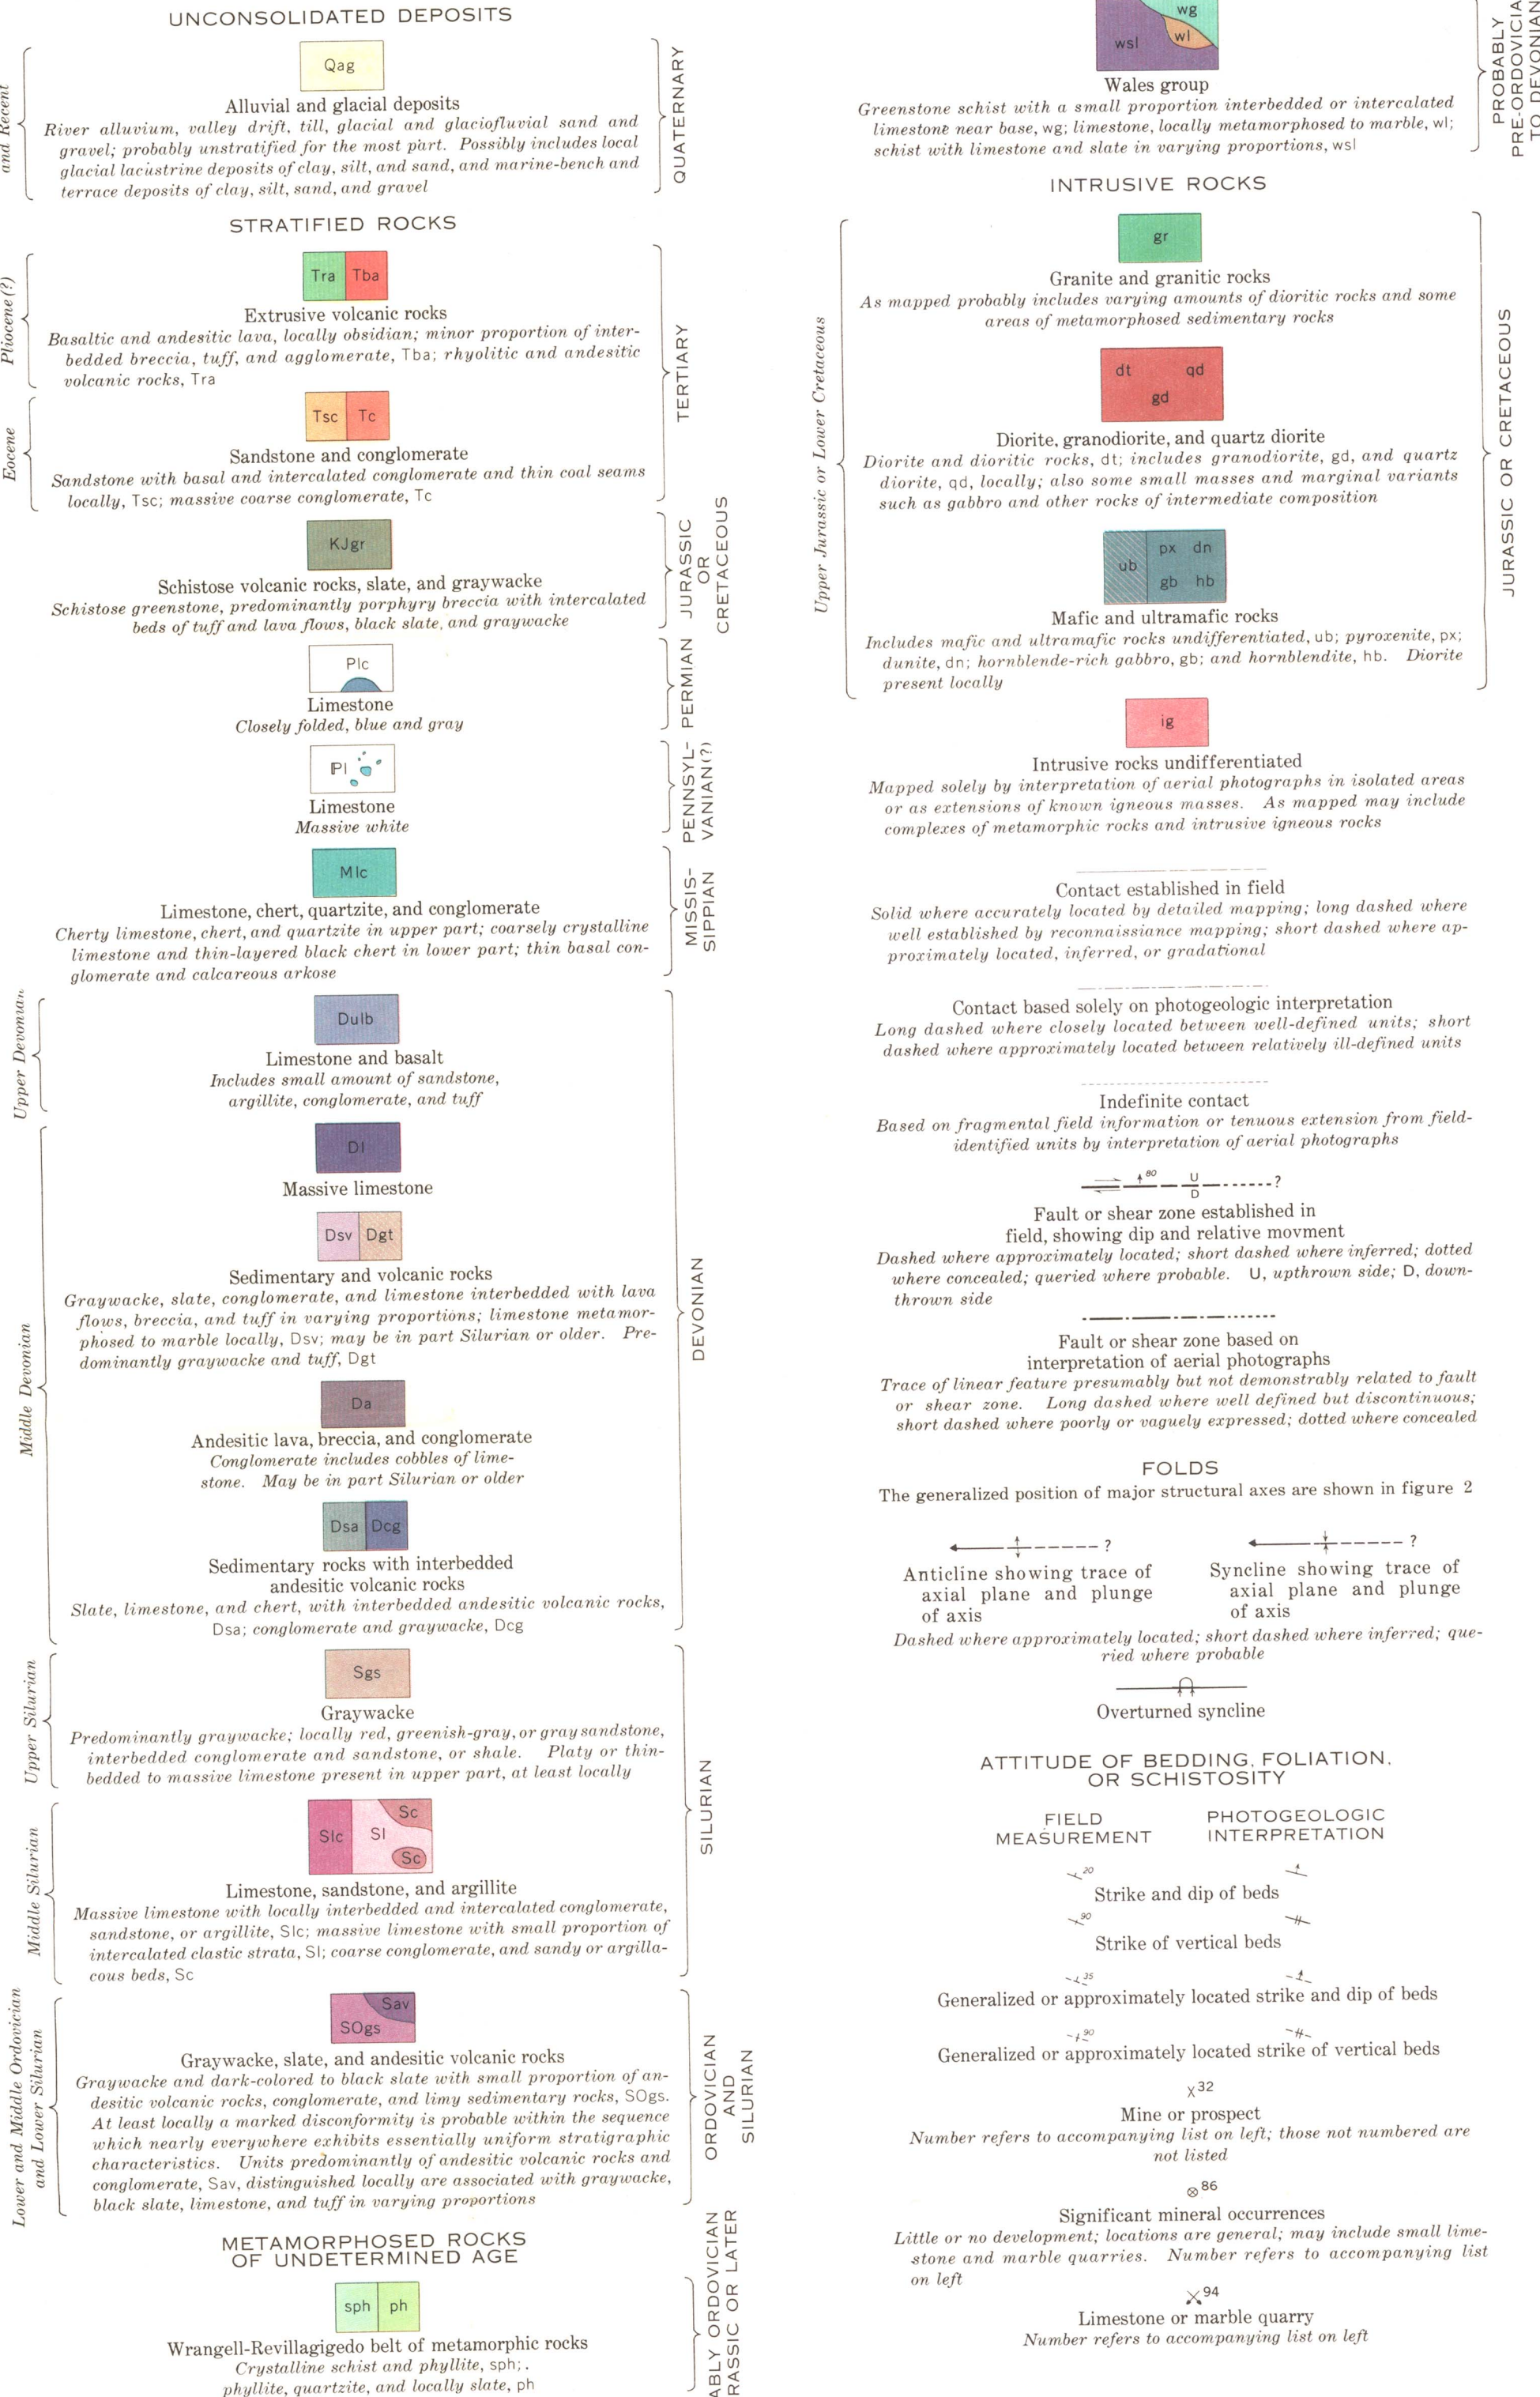 UNCONSOLIDATED DEPOSITS
Qag
Alluvial and glacial deposits
River alluvium, valley drift, till, glacial and glaciofluvial sand and
gravel; probably unstratified for the most part. Possibly includes local
glacial lacustrine deposits of clay, silt, and sand, and marine-bench and
terrace deposits of clay, silt, sand, and gravel
and Recent
QUATERNARY
STRATIFIED ROCKS
Tra Tba
Extrusive volcanic rocks
Basaltic and andesitic lava, locally obsidian; minor proportion of inter-
bedded breccia, tuff, and agglomerate, Tba; rhyolitic and andesitic
volcanic rocks, Tra
Pliocene(?)
Tsc Tc
Sandstone and conglomerate
Sandstone with basal and intercalated conglomerate and thin coal seams
locally, Tsc; massive coarse conglomerate, Tc
Eocene
TERTIARY
KJgr
Schistose volcanic rocks, slate, and graywacke
Schistose greenstone, predominantly porphyry breccia with intercalated
beds of tuff and lava flows, black slate, and graywacke
JURASSIC
OR
CRETACEOUS
Plc
Limestone
Closely folded, blue and gray
PERMIAN
Pl
Limestone
Massive white
PENNSYL-
VANIAN(?)
Mlc
Limestone, chert, quartzite, and conglomerate
Cherty limestone, chert, and quartzite in upper part; coarsely crystalline
limestone and thin-layered black chert in lower part; thin basal con-
glomerate and calcareous arkose
MISSIS-
SIPPIAN
Dulb
Limestone and basalt
Includes small amount of sandstone,
argillite, conglomerate, and tuff
Upper Devonian
Dl
Massive limestone
Dsv Dgt
Sedimentary and volcanic rocks
Graywacke, slate, conglomerate, and limestone interbedded with lava
flows, breccia, and tuff in varying proportions; limestone metamor-
phosed to marble locally, Dsv; may be in part Silurian or older. Pre-
dominantly graywacke and tuff, Dgt
Da
Andesitic lava, breccia, and conglomerate
Conglomerate includes cobbles of lime-
stone. May be in part Silurian or older
Dsa Dcg
Sedimentary rocks with interbedded
andesitic volcanic rocks
Slate, limestone, and chert, with interbedded andesitic volcanic rocks,
Dsa; conglomerate and graywacke, Dcg
Middle Devonian
DEVONIAN
Sgs
Graywacke
Predominantly graywacke; locally red, greenish-gray, or gray sandstone,
interbedded conglomerate and sandstone, or shale. Platy or thin-
bedded to massive limestone present in upper part, at least locally
Upper Silurian
Slc Sl Sc
Sc
Limestone, sandstone, and argillite
Massive limestone with locally interbedded and intercalated conglomerate,
sandstone, or argillite, Slc; massive limestone with small proportion of
intercalated clastic strata, Sl; coarse conglomerate, and sandy or argilla-
cous beds, Sc
Middle Silurian
SILURIAN
Sav
SOgs
Graywacke, slate, and andesitic volcanic rocks
Graywacke and dark-colored to black slate with small proportion of an-
desitic volcanic rocks, conglomerate, and limy sedimentary rocks, SOgs.
At least locally a marked disconformity is probable within the sequence
which nearly everywhere exhibits essentially uniform stratigraphic
characteristics. Units predominantly of andesitic volcanic rocks and
conglomerate, Sav, distinguished locally are associated with graywacke,
black slate, limestone, and tuff in varying proportions
Lower and Middle Ordovician
and Lower Silurian
ORDOVICIAN
AND
SILURIAN
METAMORPHOSED ROCKS
OF UNDETERMINED AGE
sph ph
Wrangell-Revillagigedo belt of metamorphic rocks
Crystalline schist and phyllite, sph;.
phyllite, quartzite, and locally slate, ph
ABLY ORDOVICIAN
RASSIC OR LATER
wg
wsl wl
Wales group
Greenstone schist with a small proportion interbedded or intercalated
limestone near base, wg; limestone, locally metamorphosed to marble, wl;
schist with limestone and slate in varying proportions, wsl
PROBABLY
PRE-ORDOVICIA
TO DEVONIAN
INTRUSIVE ROCKS
gr
Granite and granitic rocks
As mapped probably includes varying amounts of dioritic rocks and some
areas of metamorphosed sedimentary rocks
dt qd
gd
Diorite, granodiorite, and quartz diorite
Diorite and dioritic rocks, dt; includes granodiorite, gd, and quartz
diorite, qd, locally; also some small masses and marginal variants
such as gabbro and other rocks of intermediate composition
ub px dn
gb hb
Mafic and ultramafic rocks
Includes mafic and ultramafic rocks undifferentiated, ub; pyroxenite, px;
dunite, dn; hornblende-rich gabbro, gb; and hornblendite, hb. Diorite
present locally
Upper Jurassic or Lower Cretaceous
JURASSIC OR CRETACEOUS
ig
Intrusive rocks undifferentiated
Mapped solely by interpretation of aerial photographs in isolated areas
or as extensions of known igneous masses. As mapped may include
complexes of metamorphic rocks and intrusive igneous rocks
Contact established in field
Solid where accurately located by detailed mapping; long dashed where
well established by reconnaissiance mapping; short dashed where ap-
proximately located, inferred, or gradational
Contact based solely on photogeologic interpretation
Long dashed where closely located between well-defined units; short
dashed where approximately located between relatively ill-defined units
Indefinite contact
Based on fragmental field information or tenuous extension from field-
identified units by interpretation of aerial photographs
80 U D ?
Fault or shear zone established in
field, showing dip and relative movment
Dashed where approximately located; short dashed where inferred; dotted
where concealed; queried where probable. U, upthrown side; D, down-
thrown side
Fault or shear zone based on
interpretation of aerial photographs
Trace of linear feature presumably but not demonstrably related to fault
or shear zone. Long dashed where well defined but discontinuous;
short dashed where poorly or vaguely expressed; dotted where concealed
FOLDS
The generalized position of major structural axes are shown in figure 2
?
Anticline showing trace of
axial plane and plunge
of axis
?
Syncline showing trace of
axial plane and plunge
of axis
Dashed where approximately located; short dashed where inferred; que-
ried where probable
Overturned syncline
ATTITUDE OF BEDDING, FOLIATION.
OR SCHISTOSITY
FIELD
MEASUREMENT
PHOTOGEOLOGIC
INTERPRETATION
20
Strike and dip of beds
90
Strike of vertical beds
35
Generalized or approximately located strike and dip of beds
90
Generalized or approximately located strike of vertical beds
X32
Mine or prospect
Number refers to accompanying list on left; those not numbered are
not listed
86
Significant mineral occurrences
Little or no development; locations are general; may include small lime-
stone and marble quarries. Number refers to accompanying list
on left
94
Limestone or marble quarry
Number refers to accompanying list on left